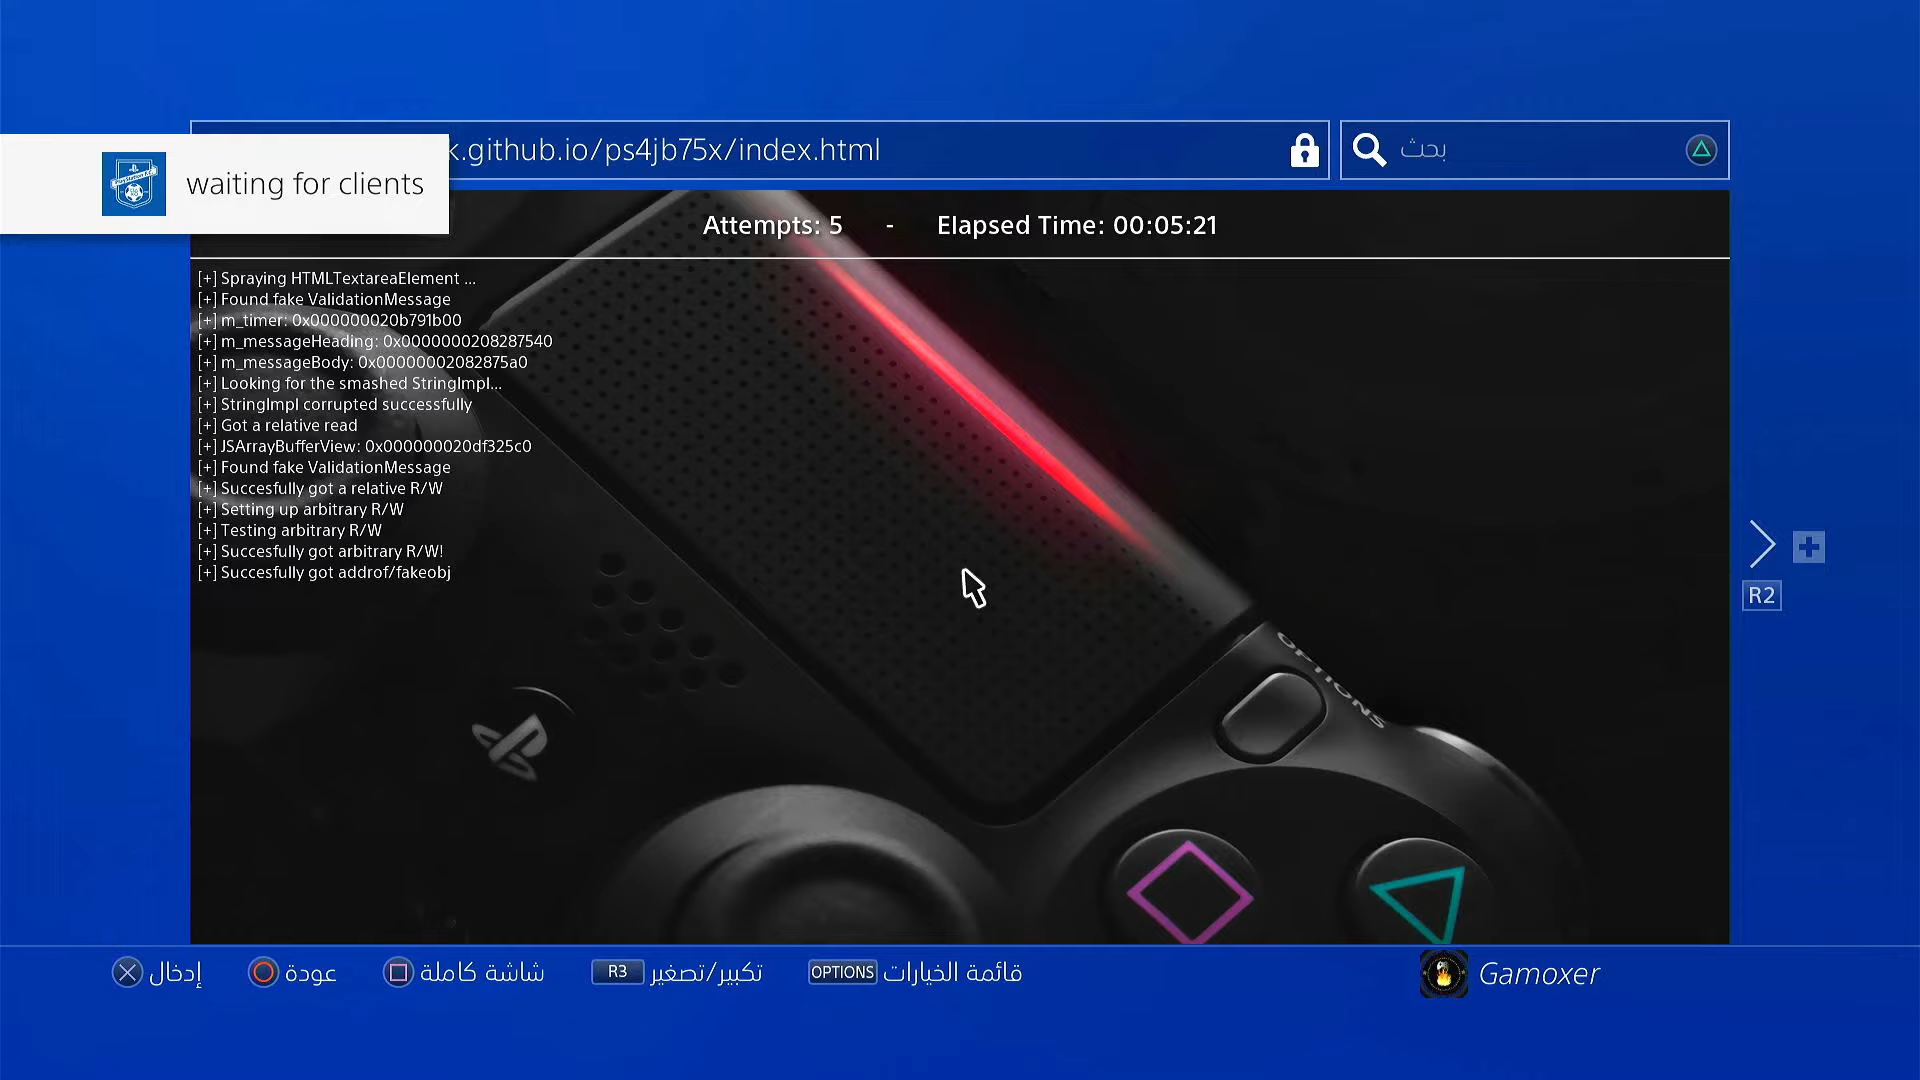 k.github.io/ps4jb75x/index.html
بحث
waiting for clients
Attempts: 5 - Elapsed Time: 00:05:21
[+] Spraying HTMLTextareaElement ...
[+] Found fake ValidationMessage
[+] m_timer: 0x000000020b791b00
[+] m_messageHeading: 0x0000000208287540
[+] m_messageBody: 0x00000002082875a0
[+] Looking for the smashed StringImpl...
[+] StringImpl corrupted successfully
[+] Got a relative read
[+] JSArrayBufferView: 0x000000020df325c0
[+] Found fake ValidationMessage
[+] Succesfully got a relative R/W
[+] Setting up arbitrary R/W
[+] Testing arbitrary R/W
[+] Succesfully got arbitrary R/W!
[+] Succesfully got addrof/fakeobj
R2
OPTIONS
إدخال
عودة
شاشة كاملة
R3 تكبير/تصغير
OPTIONS قائمة الخيارات
Gamoxer